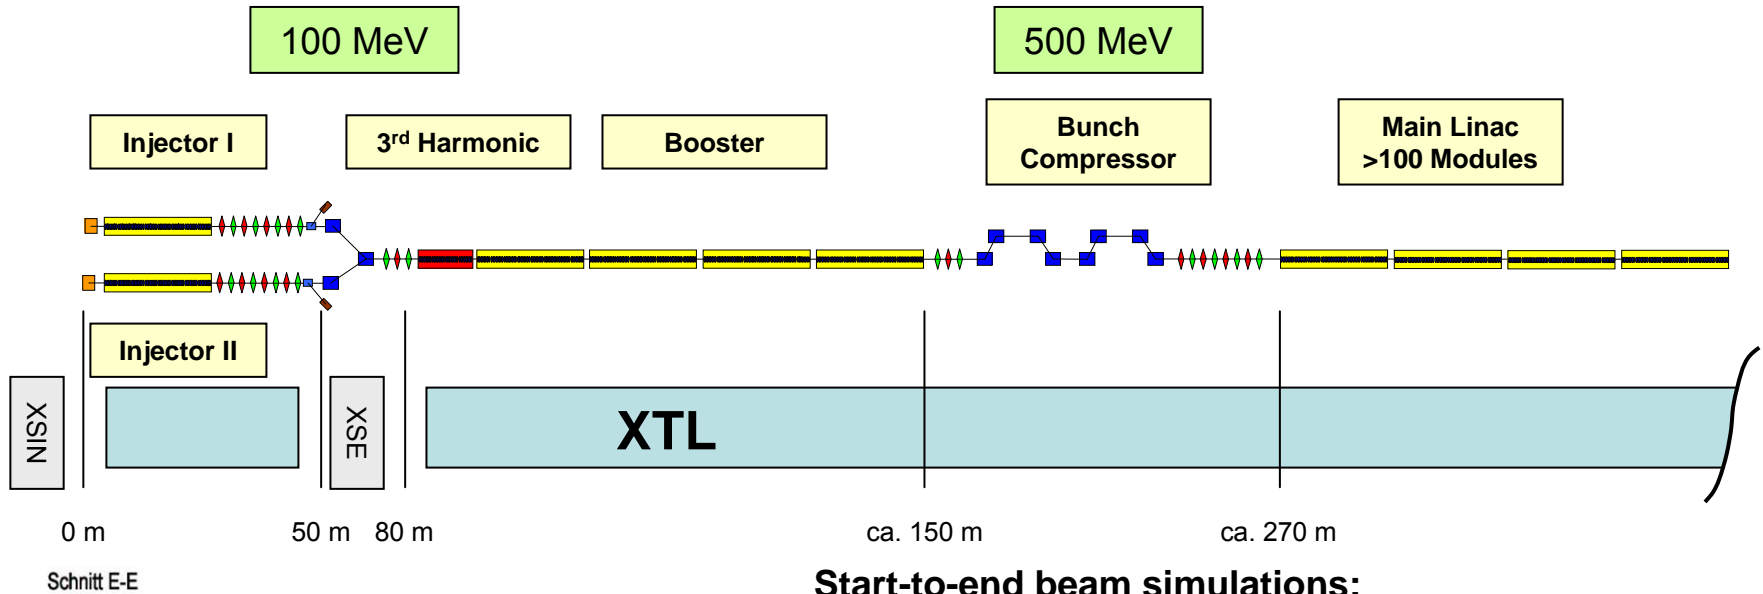 100 MeV
500 MeV
Injector I
3rd Harmonic
Booster
Bunch
Compressor
Main Linac
>100 Modules
Injector II
XSIN
XSE
XTL
0 m
50 m
80 m
ca. 150 m
ca. 270 m
Schnitt E-E
Start-to-end beam simulations: